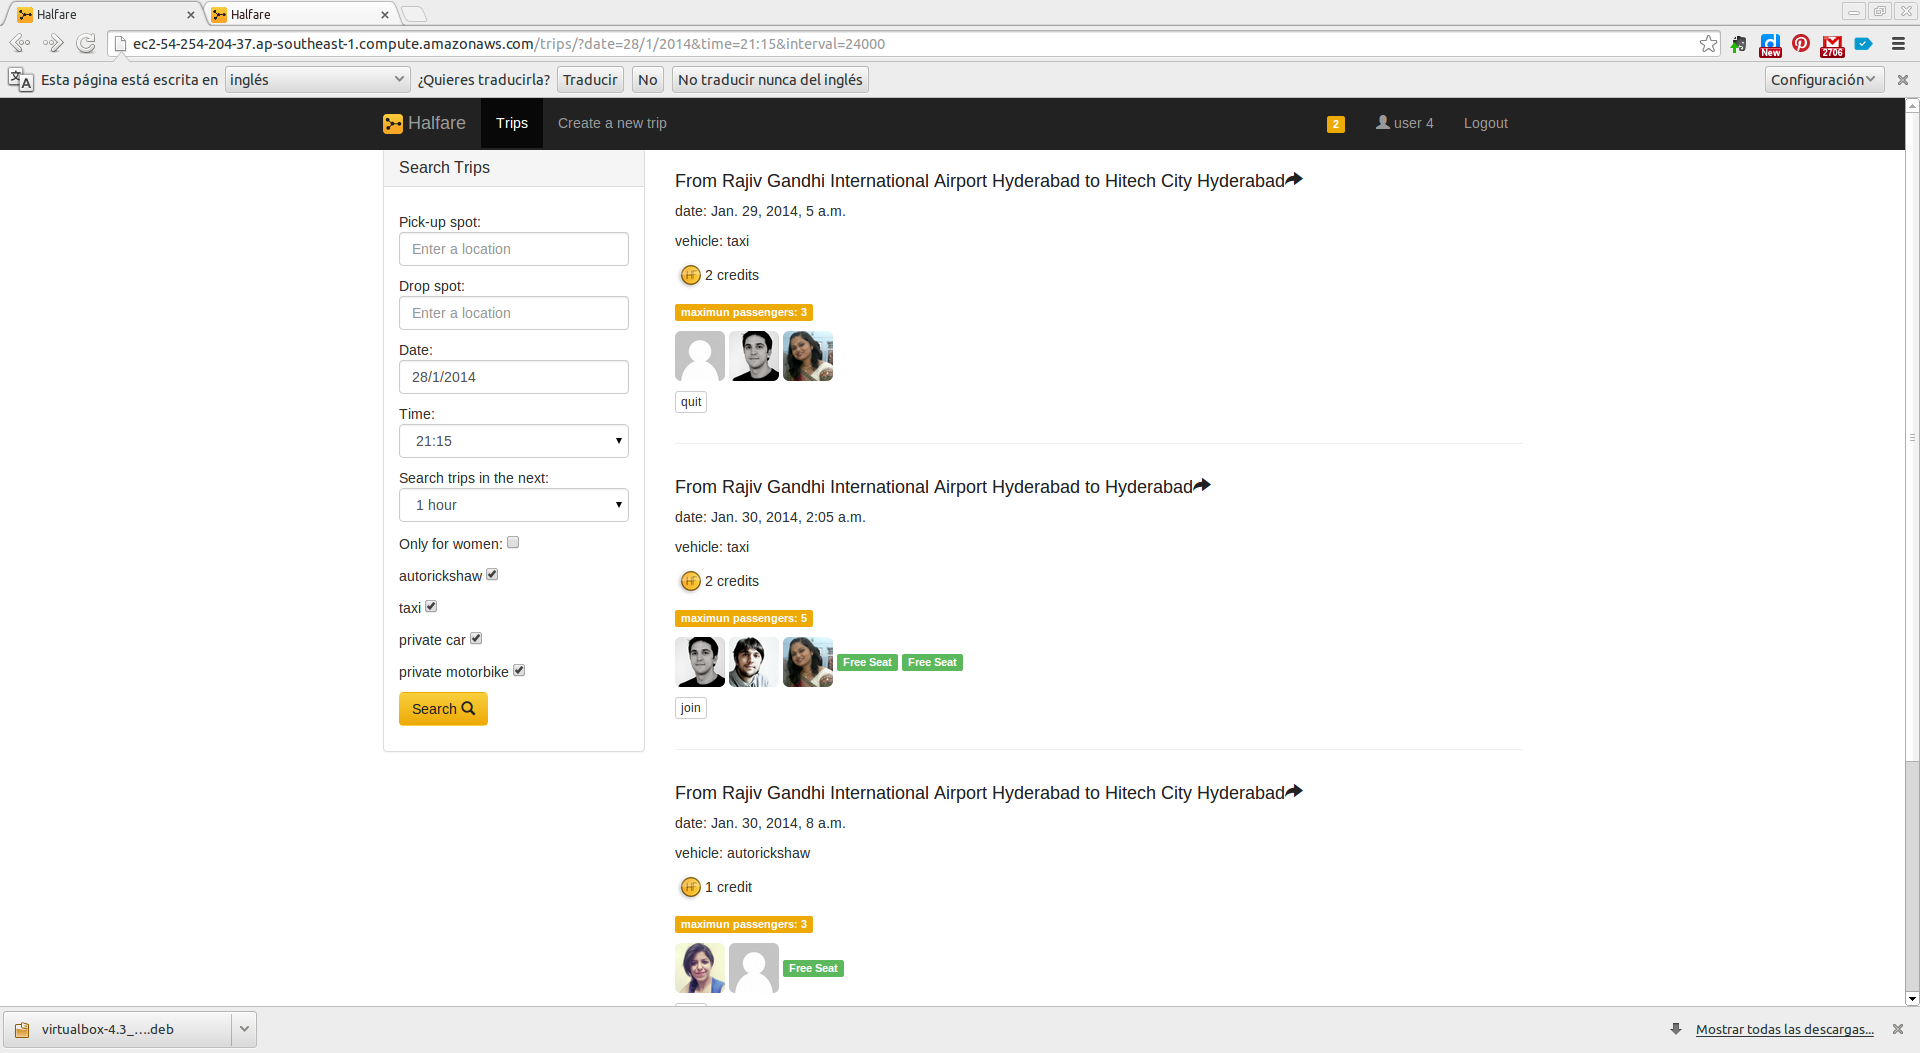 Halfare
Halfare
ec2-54-254-204-37.ap-southeast-1.compute.amazonaws.com/trips/?date=28/1/2014&time=21:15&interval=24000
New
2706
Esta página está escrita en inglés ¿Quieres traducirla? Traducir No No traducir nunca del inglés Configuración
Halfare Trips Create a new trip 2 user 4 Logout
Search Trips
Pick-up spot:
Enter a location
Drop spot:
Enter a location
Date:
28/1/2014
Time:
21:15
Search trips in the next:
1 hour
Only for women:
autorickshaw
taxi
private car
private motorbike
Search
From Rajiv Gandhi International Airport Hyderabad to Hitech City Hyderabad
date: Jan. 29, 2014, 5 a.m.
vehicle: taxi
HF 2 credits
maximun passengers: 3
quit
From Rajiv Gandhi International Airport Hyderabad to Hyderabad
date: Jan. 30, 2014, 2:05 a.m.
vehicle: taxi
HF 2 credits
maximun passengers: 5
Free Seat Free Seat
join
From Rajiv Gandhi International Airport Hyderabad to Hitech City Hyderabad
date: Jan. 30, 2014, 8 a.m.
vehicle: autorickshaw
HF 1 credit
maximun passengers: 3
Free Seat
virtualbox-4.3_....deb
Mostrar todas las descargas...